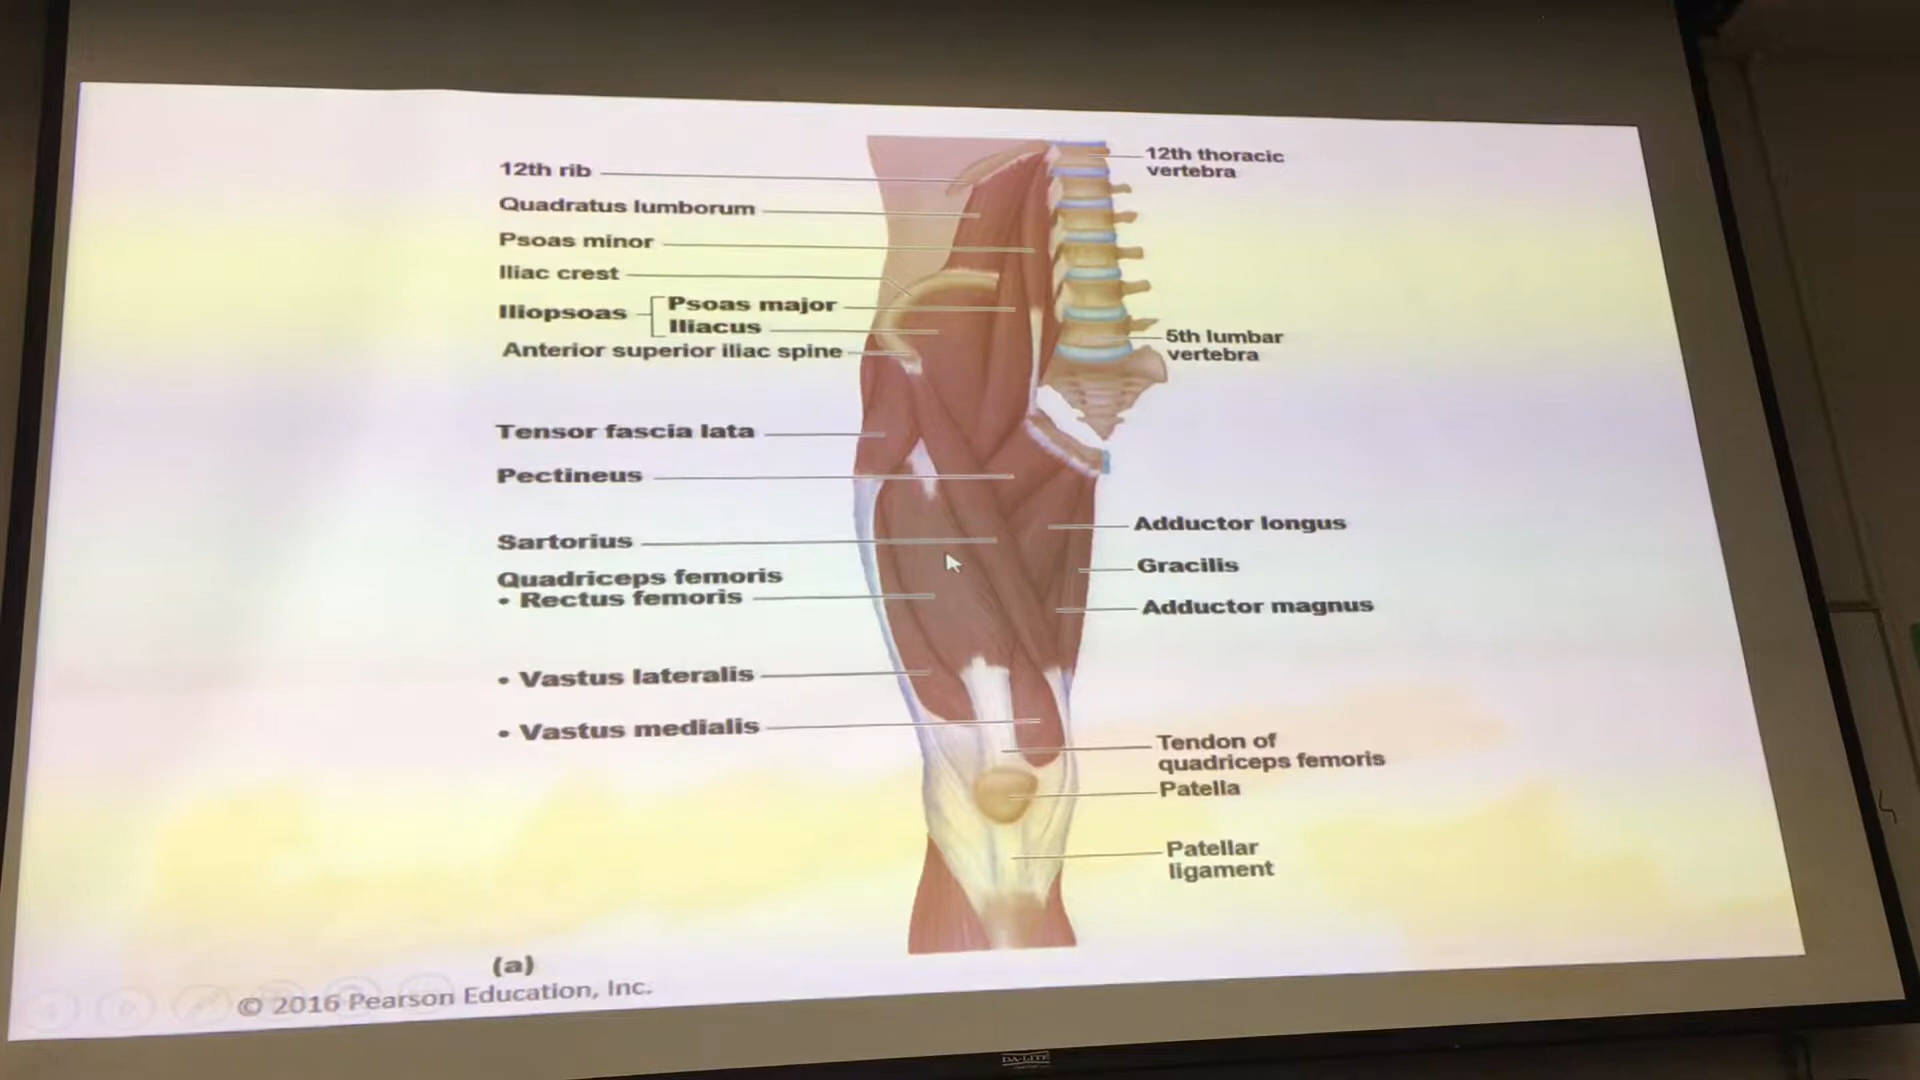 12th rib
Quadratus lumborum
Psoas minor
Iliac crest
Iliopsoas
Psoas major
Iliacus
Anterior superior iliac spine
Tensor fascia lata
Pectineus
Sartorius
Quadriceps femoris
• Rectus femoris
• Vastus lateralis
• Vastus medialis
12th thoracic
vertebra
5th lumbar
vertebra
Adductor longus
Gracilis
Adductor magnus
Tendon of
quadriceps femoris
Patella
Patellar
ligament
(a)
© 2016 Pearson Education, Inc.
DA-LITE